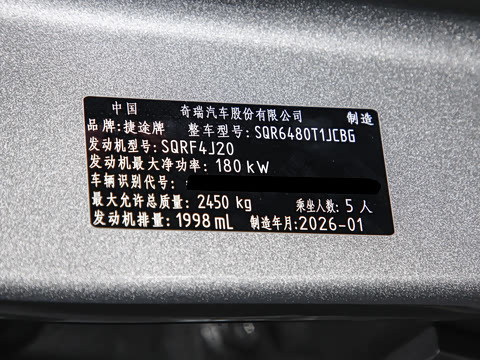 中国 奇瑞汽车股份有限公司 制造
品牌:捷途牌 整车型号:SQR6480T1JCBG
发动机型号:SQRF4J20
发动机最大净功率:180 kW
车辆识别代号:
最大允许总质量:2450 kg 乘坐人数:5 人
发动机排量:1998 mL 制造年月:2026-01